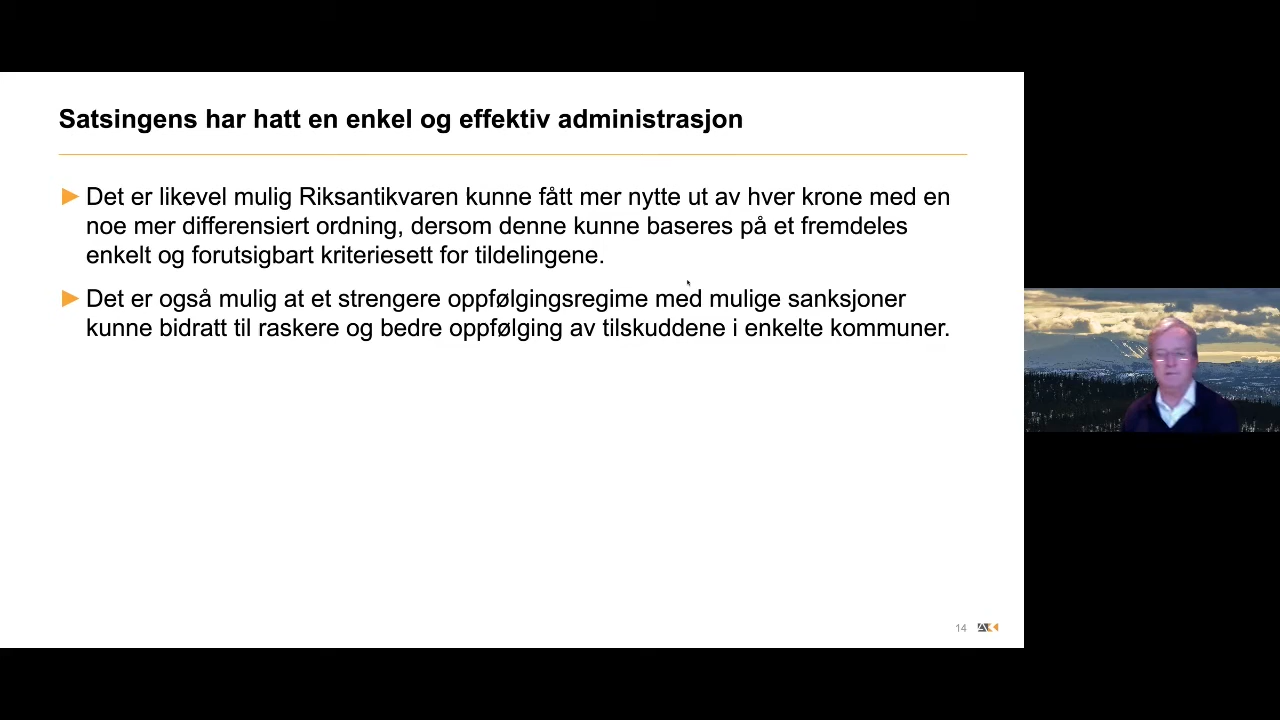 Satsingens har hatt en enkel og effektiv administrasjon
Det er likevel mulig Riksantikvaren kunne fått mer nytte ut av hver krone med en
noe mer differensiert ordning, dersom denne kunne baseres på et fremdeles
enkelt og forutsigbart kriteriesett for tildelingene.
Det er også mulig at et strengere oppfølgingsregime med mulige sanksjoner
kunne bidratt til raskere og bedre oppfølging av tilskuddene i enkelte kommuner.
14